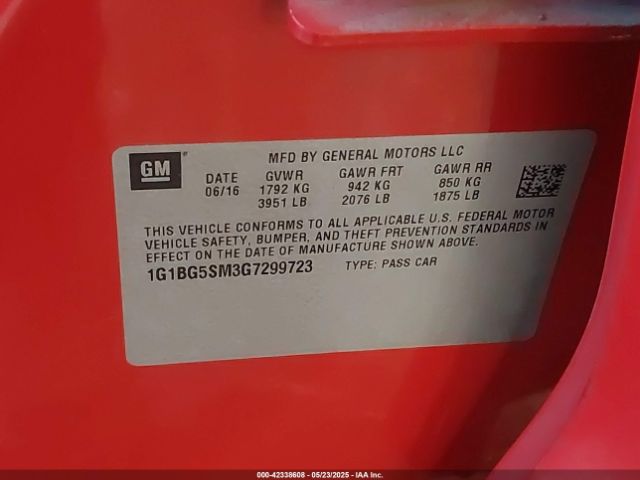 GM ®
MFD BY GENERAL MOTORS LLC
DATE GVWR GAWR FRT GAWR RR
06/16 1792 KG 942 KG 850 KG
3951 LB 2076 LB 1875 LB
THIS VEHICLE CONFORMS TO ALL APPLICABLE U.S. FEDERAL MOTOR
VEHICLE SAFETY, BUMPER, AND THEFT PREVENTION STANDARDS IN
EFFECT ON THE DATE OF MANUFACTURE SHOWN ABOVE.
1G1BG5SM3G7299723 TYPE: PASS CAR
000-42338608 - 05/23/2025 - IAA Inc.